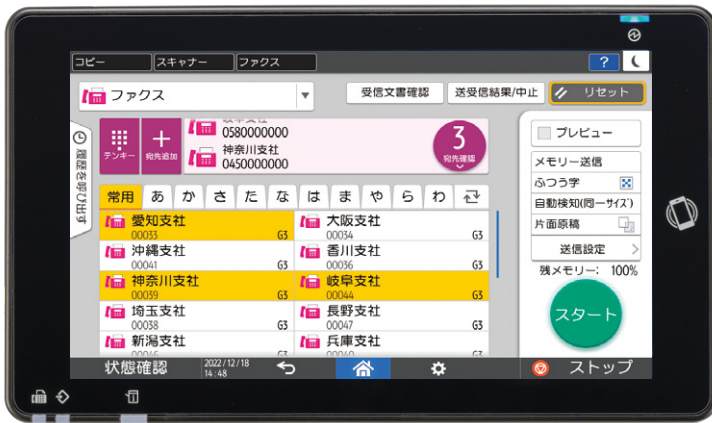 コピー
スキャナー
ファクス
?
ファクス
受信文書確認
送受信結果/中止
リセット
履歴を呼び出す
テンキー
宛先追加
0580000000
神奈川支社
0450000000
3
宛先確認
プレビュー
メモリー送信
ふつう字
自動検知(同一サイズ)
片面原稿
送信設定
残メモリー: 100%
スタート
常用 あ か さ た な は ま や ら わ
愛知支社
00033 G3
大阪支社
00034 G3
沖縄支社
00041 G3
香川支社
00036 G3
神奈川支社
00039 G3
岐阜支社
00044 G3
埼玉支社
00038 G3
長野支社
00047 G3
新潟支社
兵庫支社
状態確認
2022/12/18
14:48
ストップ